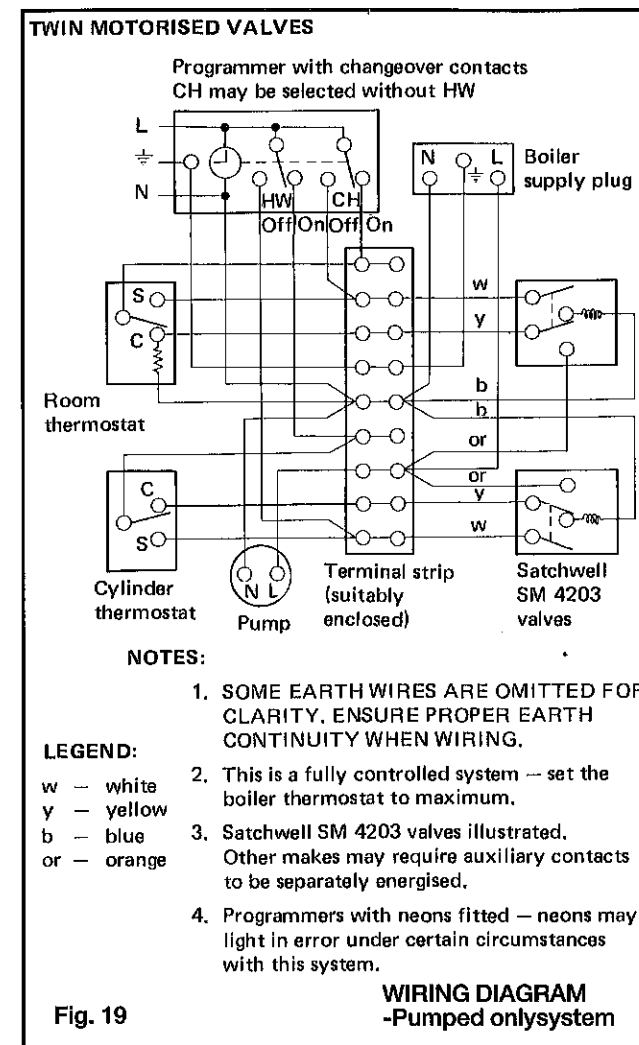 TWIN MOTORISED VALVES
Programmer with changeover contacts
CH may be selected without HW
L
N
HW
Off On
CH
Off On
N L
Boiler
supply plug
S
C
Room
thermostat
w
y
b
b
or
or
y
w
C
S
Cylinder
thermostat
N L
Pump
Terminal strip
(suitably
enclosed)
Satchwell
SM 4203
valves
NOTES:
1. SOME EARTH WIRES ARE OMITTED FOR
CLARITY. ENSURE PROPER EARTH
CONTINUITY WHEN WIRING.
2. This is a fully controlled system — set the
boiler thermostat to maximum.
3. Satchwell SM 4203 valves illustrated.
Other makes may require auxiliary contacts
to be separately energised.
4. Programmers with neons fitted — neons may
light in error under certain circumstances
with this system.
LEGEND:
w — white
y — yellow
b — blue
or — orange
Fig. 19
WIRING DIAGRAM
-Pumped onlysystem